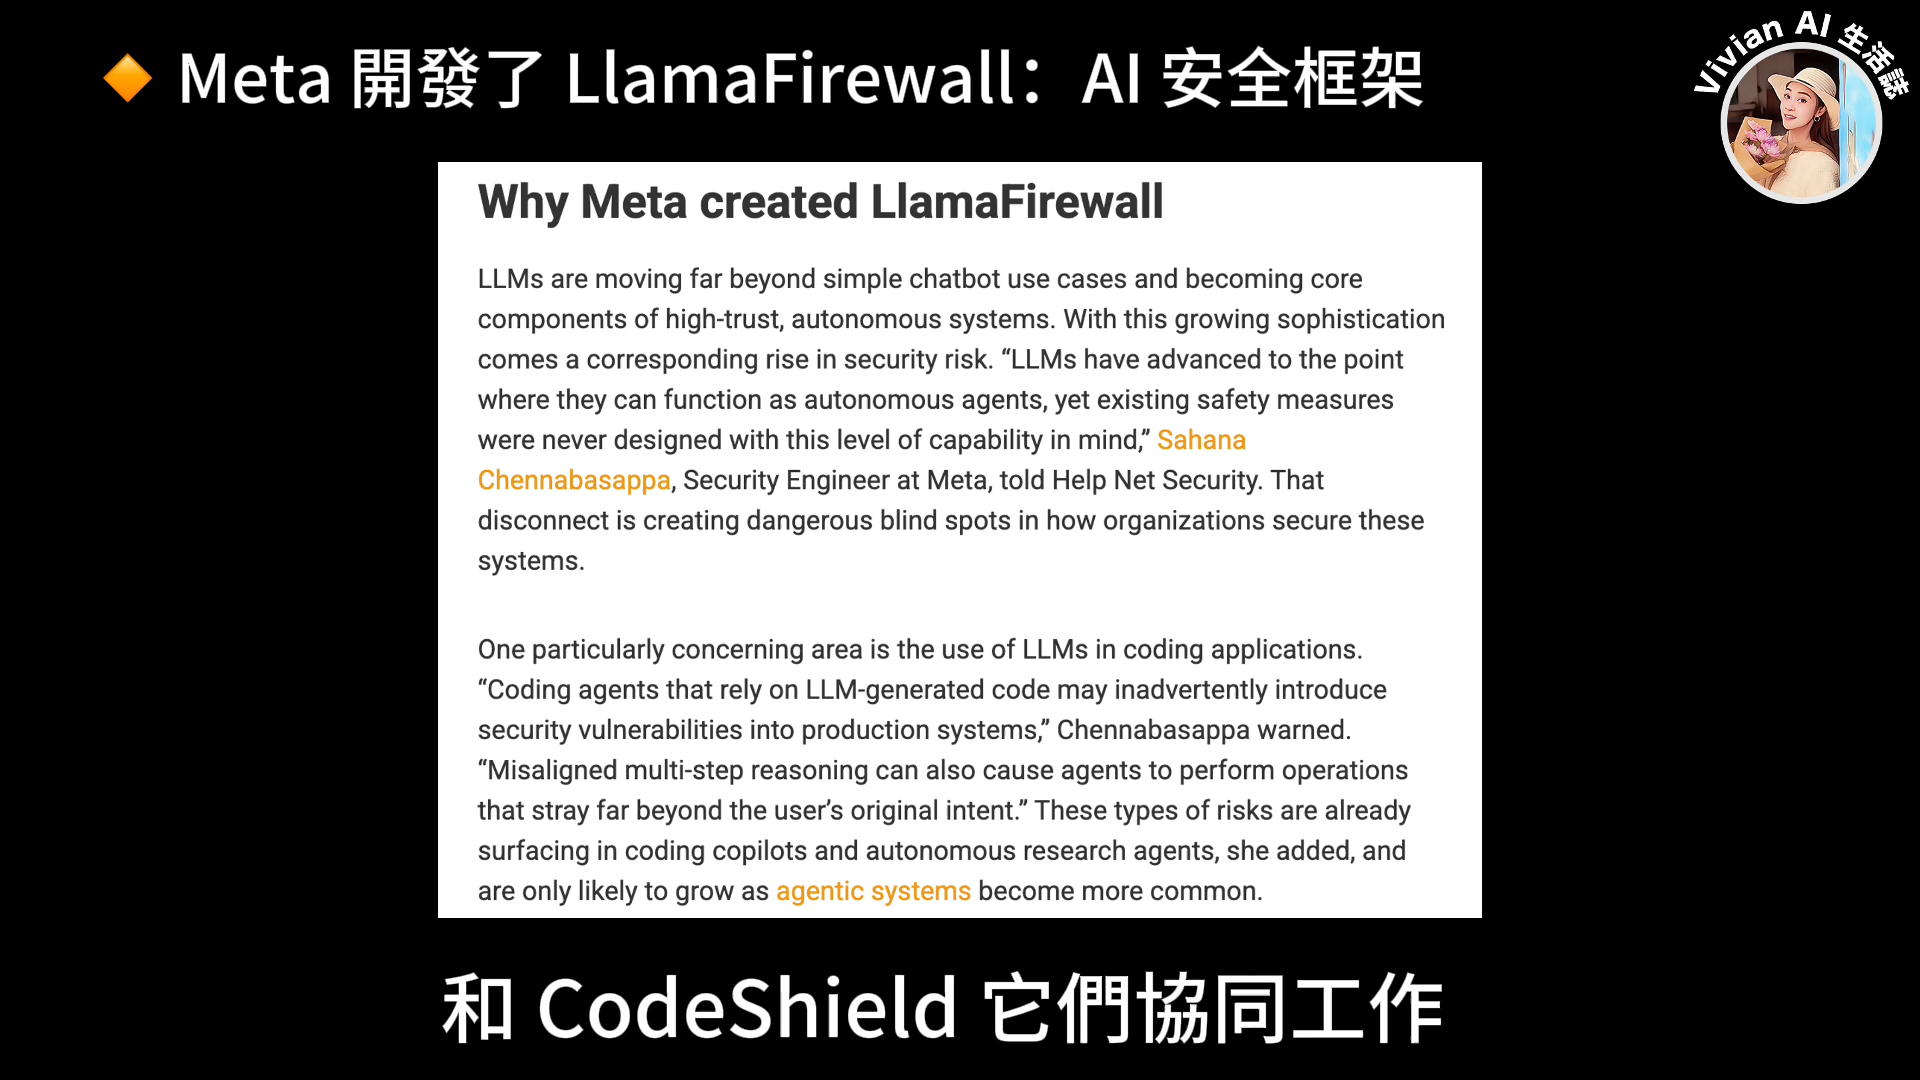 🔸 Meta 開發了 LlamaFirewall：AI 安全框架
Vivian AI 生活誌
Why Meta created LlamaFirewall
LLMs are moving far beyond simple chatbot use cases and becoming core
components of high-trust, autonomous systems. With this growing sophistication
comes a corresponding rise in security risk. “LLMs have advanced to the point
where they can function as autonomous agents, yet existing safety measures
were never designed with this level of capability in mind,” Sahana
Chennabasappa, Security Engineer at Meta, told Help Net Security. That
disconnect is creating dangerous blind spots in how organizations secure these
systems.
One particularly concerning area is the use of LLMs in coding applications.
“Coding agents that rely on LLM-generated code may inadvertently introduce
security vulnerabilities into production systems,” Chennabasappa warned.
“Misaligned multi-step reasoning can also cause agents to perform operations
that stray far beyond the user’s original intent.” These types of risks are already
surfacing in coding copilots and autonomous research agents, she added, and
are only likely to grow as agentic systems become more common.
和 CodeShield 它們協同工作